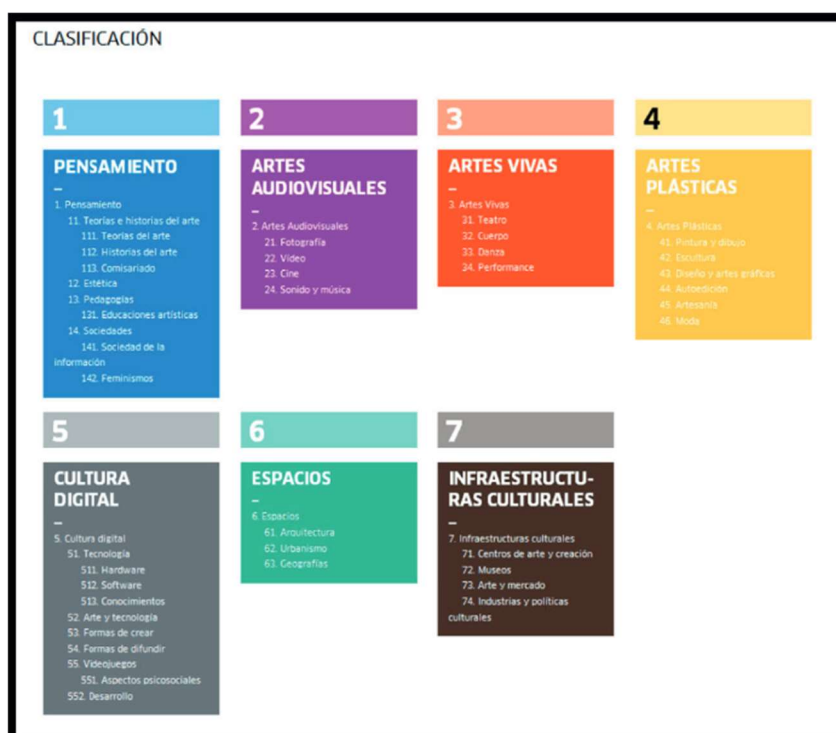 CLASIFICACIÓN
1
PENSAMIENTO
–
1. Pensamiento
11. Teorías e historias del arte
111. Teorías del arte
112. Historias del arte
113. Comisariado
12. Estética
13. Pedagogías
131. Educaciones artísticas
14. Sociedades
141. Sociedad de la
información
142. Feminismos
2
ARTES
AUDIOVISUALES
–
2. Artes Audiovisuales
21. Fotografía
22. Vídeo
23. Cine
24. Sonido y música
3
ARTES VIVAS
–
3. Artes Vivas
31. Teatro
32. Cuerpo
33. Danza
34. Performance
4
ARTES
PLÁSTICAS
–
4. Artes Plásticas
41. Pintura y dibujo
42. Escultura
43. Diseño y artes gráficas
44. Autoedición
45. Artesanía
46. Moda
5
CULTURA
DIGITAL
–
5. Cultura digital
51. Tecnología
511. Hardware
512. Software
513. Conocimientos
52. Arte y tecnología
53. Formas de crear
54. Formas de difundir
55. Videojuegos
551. Aspectos psicosociales
552. Desarrollo
6
ESPACIOS
–
6. Espacios
61. Arquitectura
62. Urbanismo
63. Geografías
7
INFRAESTRUCTU-
RAS CULTURALES
–
7. Infraestructuras culturales
71. Centros de arte y creación
72. Museos
73. Arte y mercado
74. Industrias y políticas
culturales